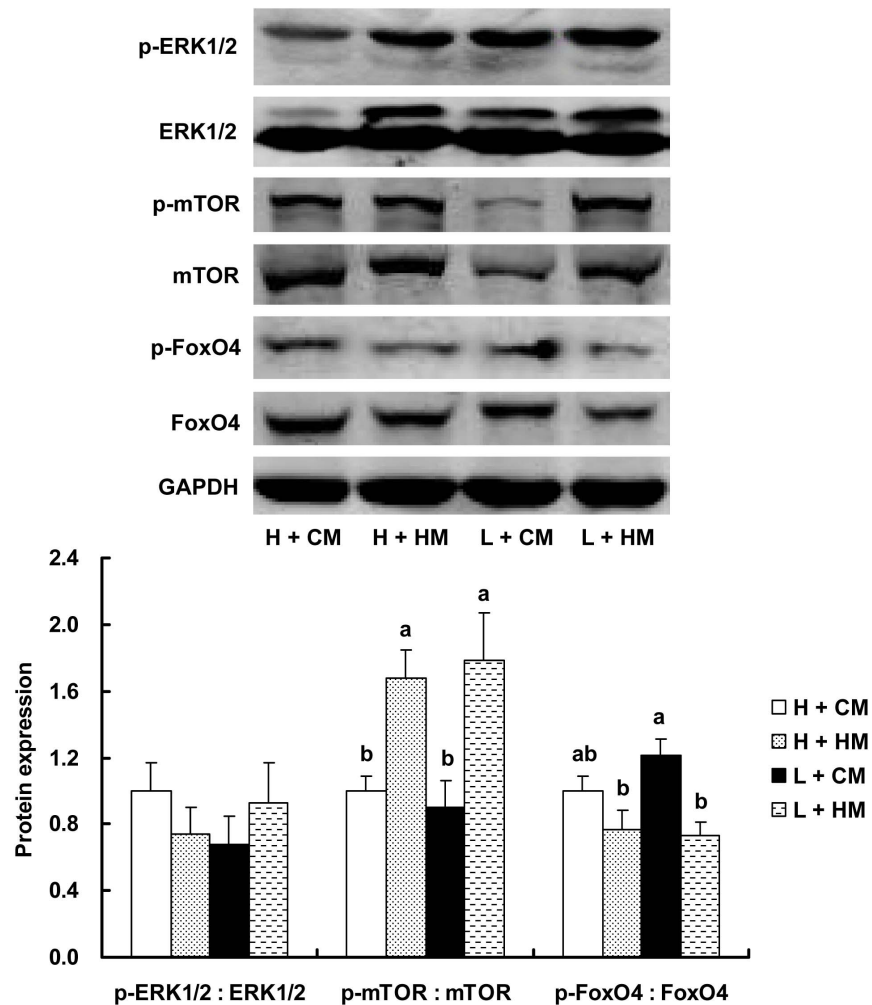 p-ERK1/2
ERK1/2
p-mTOR
mTOR
p-FoxO4
FoxO4
GAPDH
H + CM H + HM L + CM L + HM
2.4
2.0
1.6
1.2
0.8
0.4
0.0
Protein expression
a
a
b
b
ab
b
a
b
H + CM
H + HM
L + CM
L + HM
p-ERK1/2 : ERK1/2 p-mTOR : mTOR p-FoxO4 : FoxO4